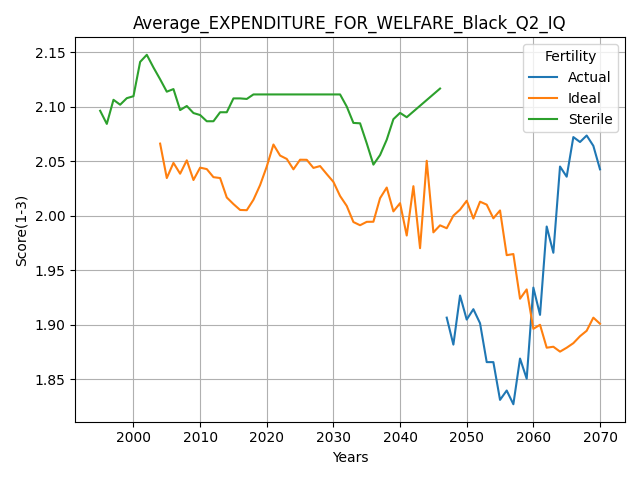 Average_EXPENDITURE_FOR_WELFARE_Black_Q2_IQ
Fertility
Actual
Ideal
Sterile
Score(1-3)
2.15
2.10
2.05
2.00
1.95
1.90
1.85
2000 2010 2020 2030 2040 2050 2060 2070
Years